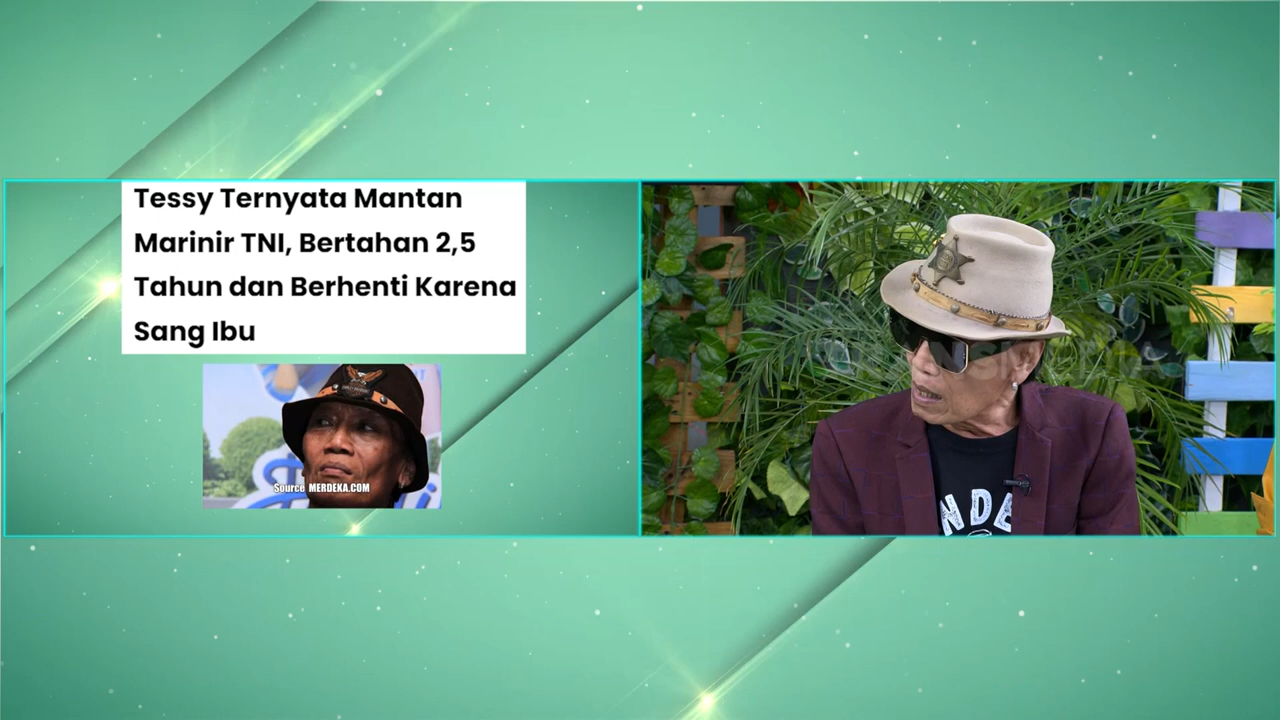 Tessy Ternyata Mantan
Marinir TNI, Bertahan 2,5
Tahun dan Berhenti Karena
Sang Ibu
Source MERDEKA.COM
NDE